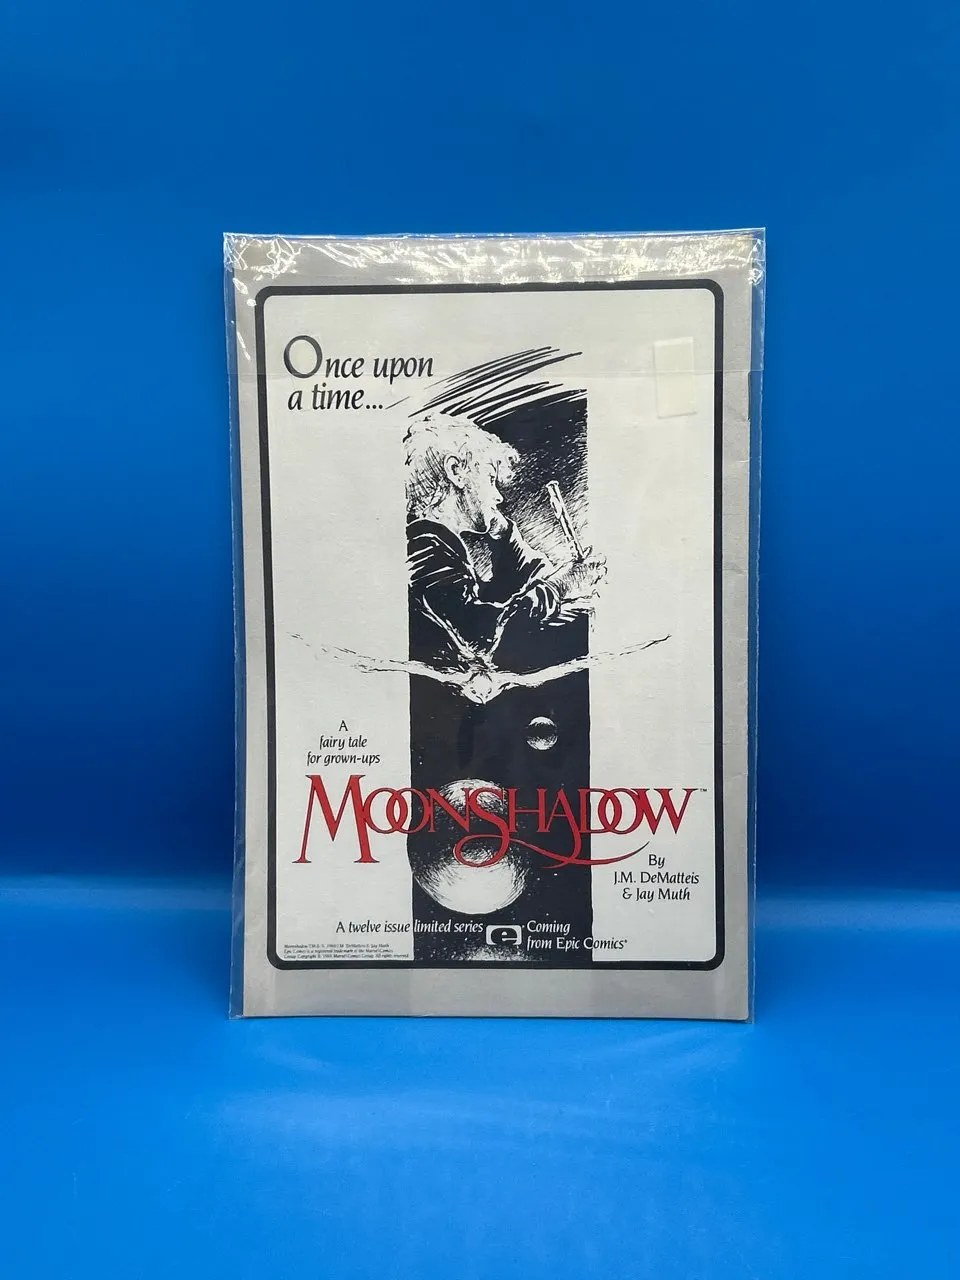 Once upon
a time...
A
fairy tale
for grown-ups
MOONSHADOW™
By
J.M. DeMatteis
& Jay Muth
A twelve issue limited series
e
Coming
from Epic Comics*